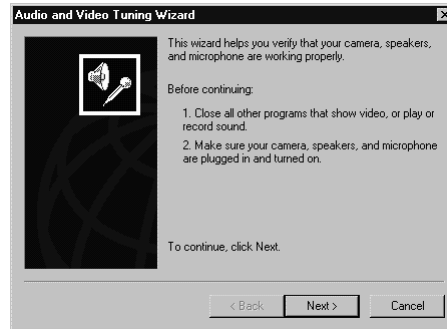 Audio and Video Tuning Wizard
This wizard helps you verify that your camera, speakers,
and microphone are working properly.
Before continuing:
1. Close all other programs that show video, or play or
record sound.
2. Make sure your camera, speakers, and microphone
are plugged in and turned on.
To continue, click Next.
< Back
Next >
Cancel